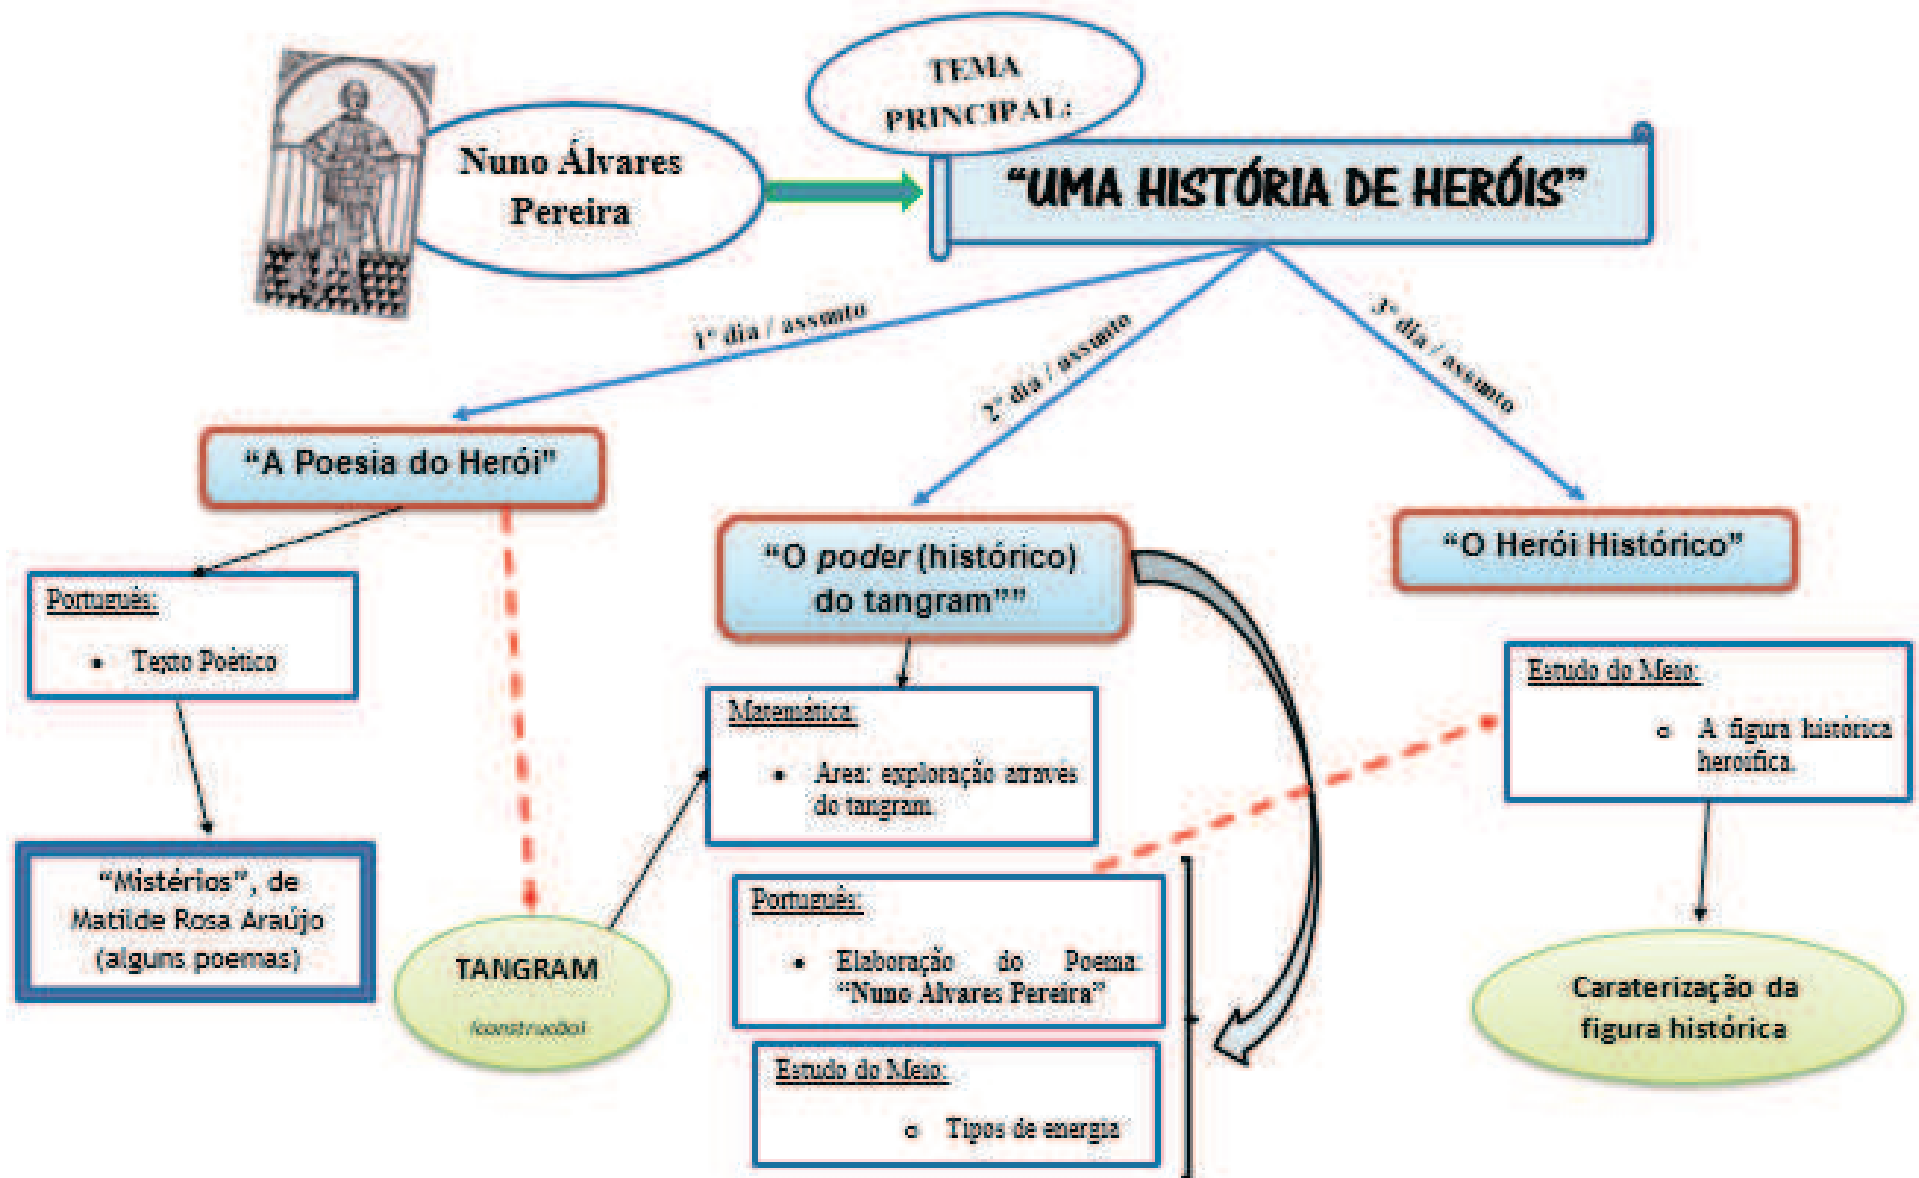 TEMA
PRINCIPAL:
Nuno Álvares
Pereira
“UMA HISTÓRIA DE HERÓIS”
1º dia / assunto
2º dia / assunto
3º dia / assunto
“A Poesia do Herói”
Português:
• Texto Poético
“Mistérios”, de
Matilde Rosa Araújo
(alguns poemas)
TANGRAM
(construção)
“O poder (histórico)
do tangram””
Matemática:
• Área: exploração através
do tangram.
Português:
• Elaboração do Poema:
“Nuno Álvares Pereira”
Estudo do Meio:
o Tipos de energia
“O Herói Histórico”
Estudo do Meio:
o A figura histórica
heroífica.
Caraterização da
figura histórica